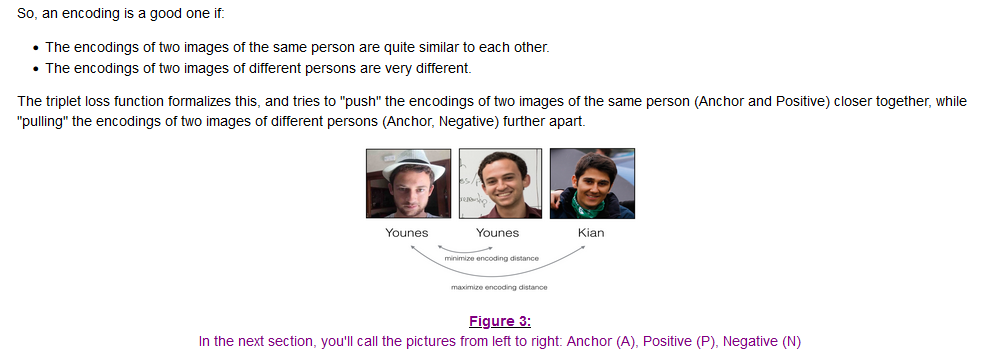 So, an encoding is a good one if:
• The encodings of two images of the same person are quite similar to each other.
• The encodings of two images of different persons are very different.
The triplet loss function formalizes this, and tries to "push" the encodings of two images of the same person (Anchor and Positive) closer together, while
"pulling" the encodings of two images of different persons (Anchor, Negative) further apart.
Younes Younes Kian
minimize encoding distance
maximize encoding distance
Figure 3:
In the next section, you'll call the pictures from left to right: Anchor (A), Positive (P), Negative (N)